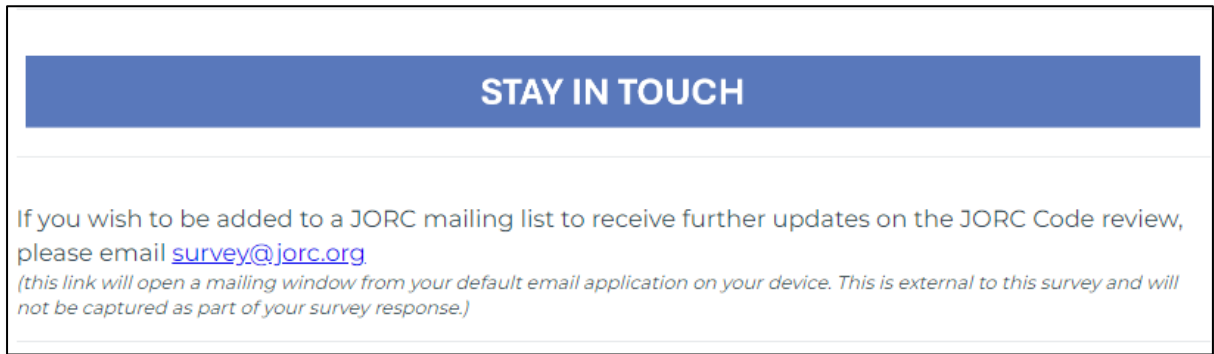 STAY IN TOUCH
If you wish to be added to a JORC mailing list to receive further updates on the JORC Code review,
please email survey@jorc.org
(this link will open a mailing window from your default email application on your device. This is external to this survey and will
not be captured as part of your survey response.)